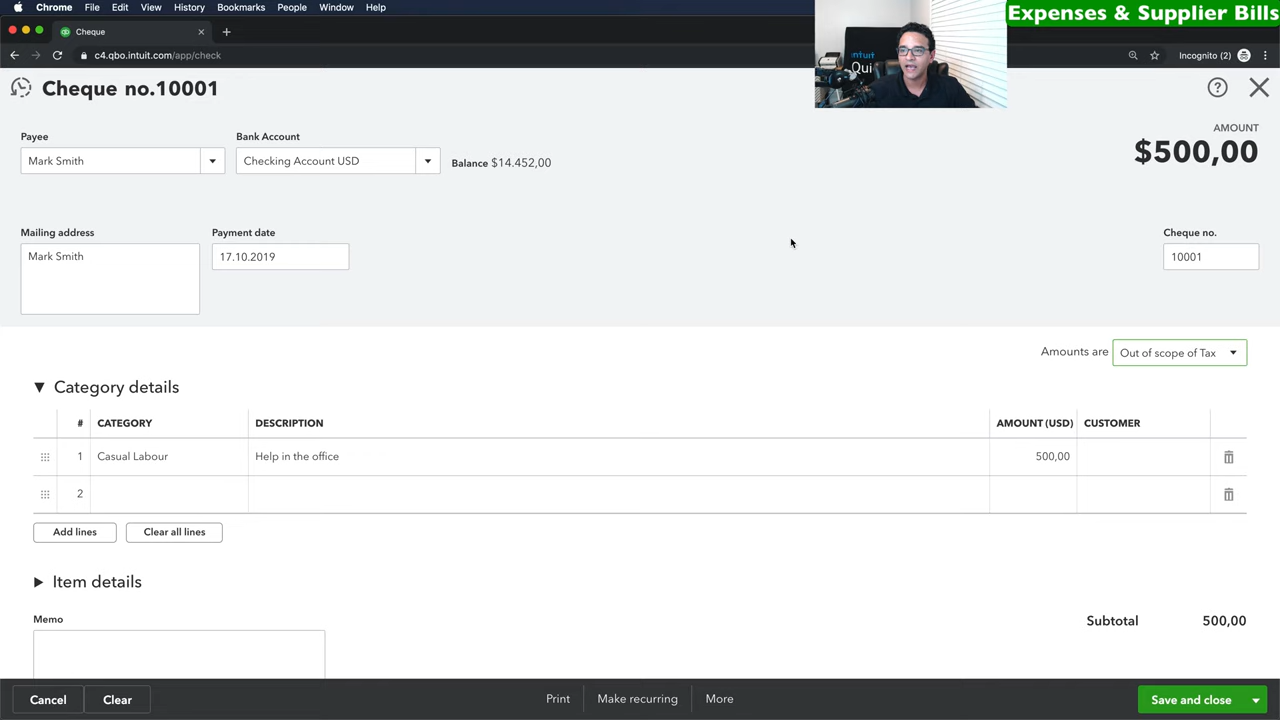 Chrome File Edit View History Bookmarks People Window Help
Expenses & Supplier Bills
Cheque
c4.qbo.intuit.com/app/che
Incognito (2)
intuit
Qui
Cheque no.10001
Payee
Bank Account
AMOUNT
Mark Smith
Checking Account USD
Balance $14.452,00
$500,00
Mailing address
Payment date
Cheque no.
Mark Smith
17.10.2019
10001
Amounts are Out of scope of Tax
Category details
# CATEGORY DESCRIPTION AMOUNT (USD) CUSTOMER
1 Casual Labour Help in the office 500,00
2
Add lines Clear all lines
Item details
Memo
Subtotal 500,00
Cancel Clear Print Make recurring More Save and close